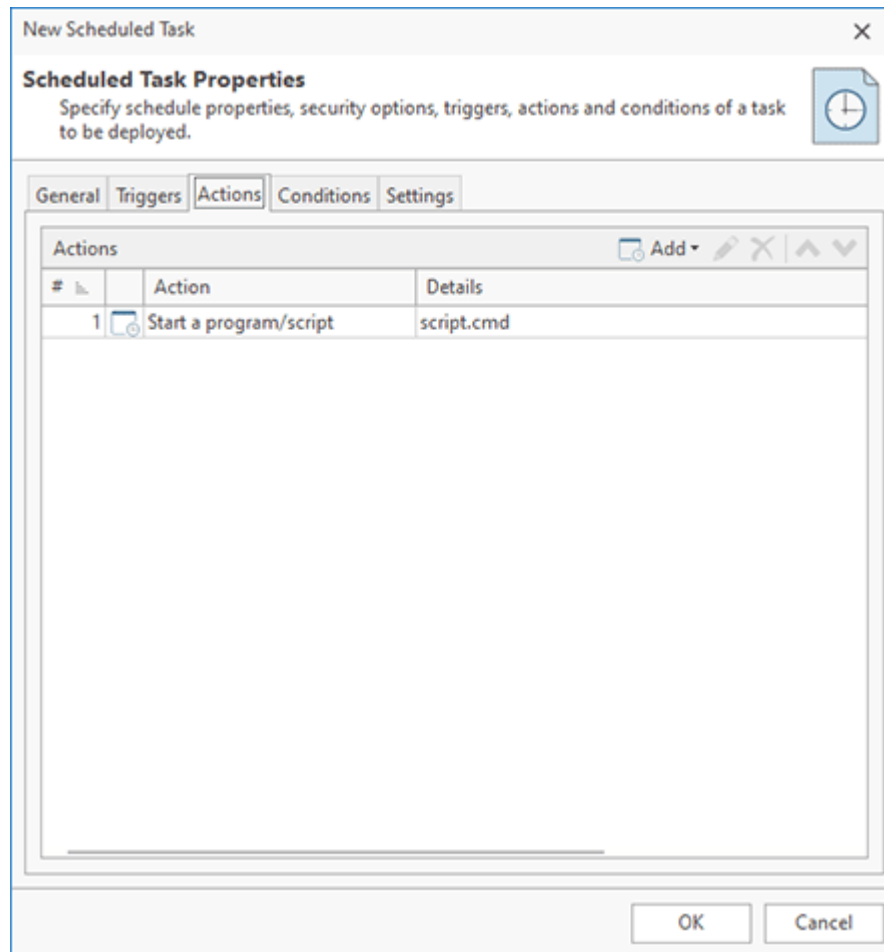 New Scheduled Task
Scheduled Task Properties
Specify schedule properties, security options, triggers, actions and conditions of a task
to be deployed.
General Triggers Actions Conditions Settings
Actions Add
# Action Details
1 Start a program/script script.cmd
OK Cancel